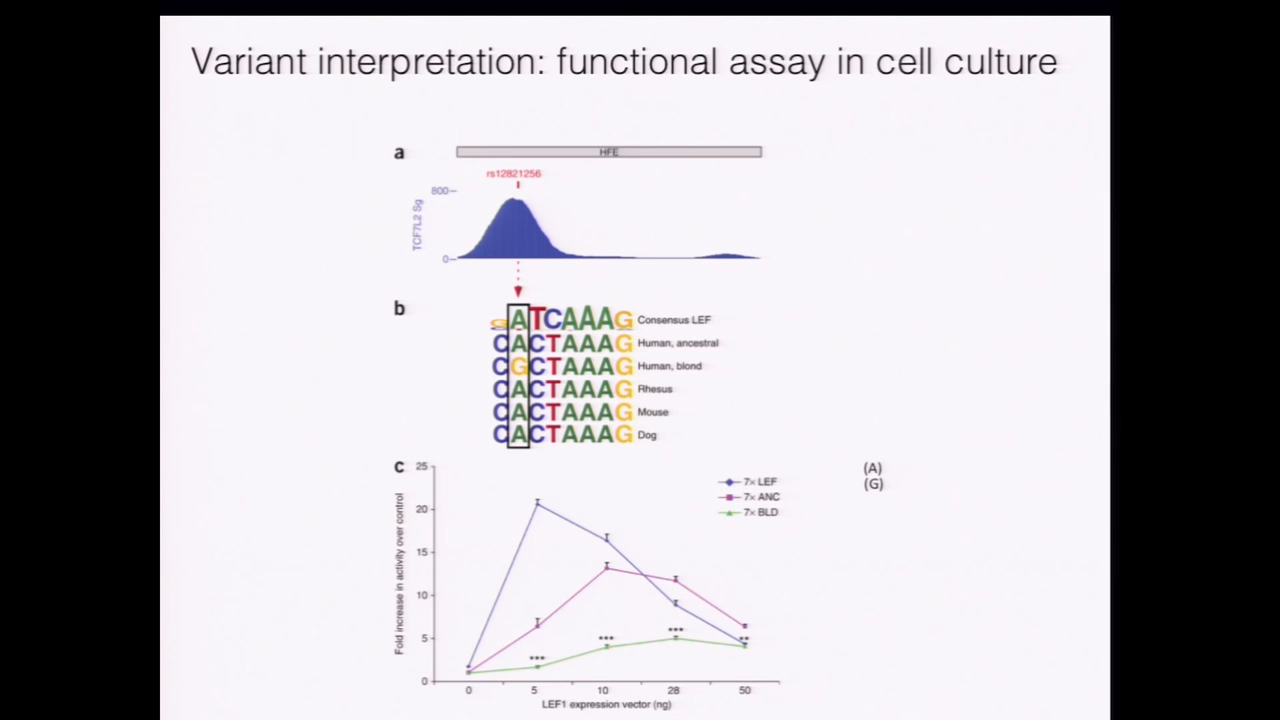 Variant interpretation: functional assay in cell culture
a
HFE
rs12821256
800
TCF7L2 Sg
0
b
gATCAAAG Consensus LEF
CACTAAAG Human, ancestral
CGCTAAAG Human, blond
CACTAAAG Rhesus
CACTAAAG Mouse
CACTAAAG Dog
c
25
20
15
10
5
0
Fold increase in activity over control
7× LEF
7× ANC
7× BLD
(A)
(G)
***
***
***
**
0 5 10 28 50
LEF1 expression vector (ng)